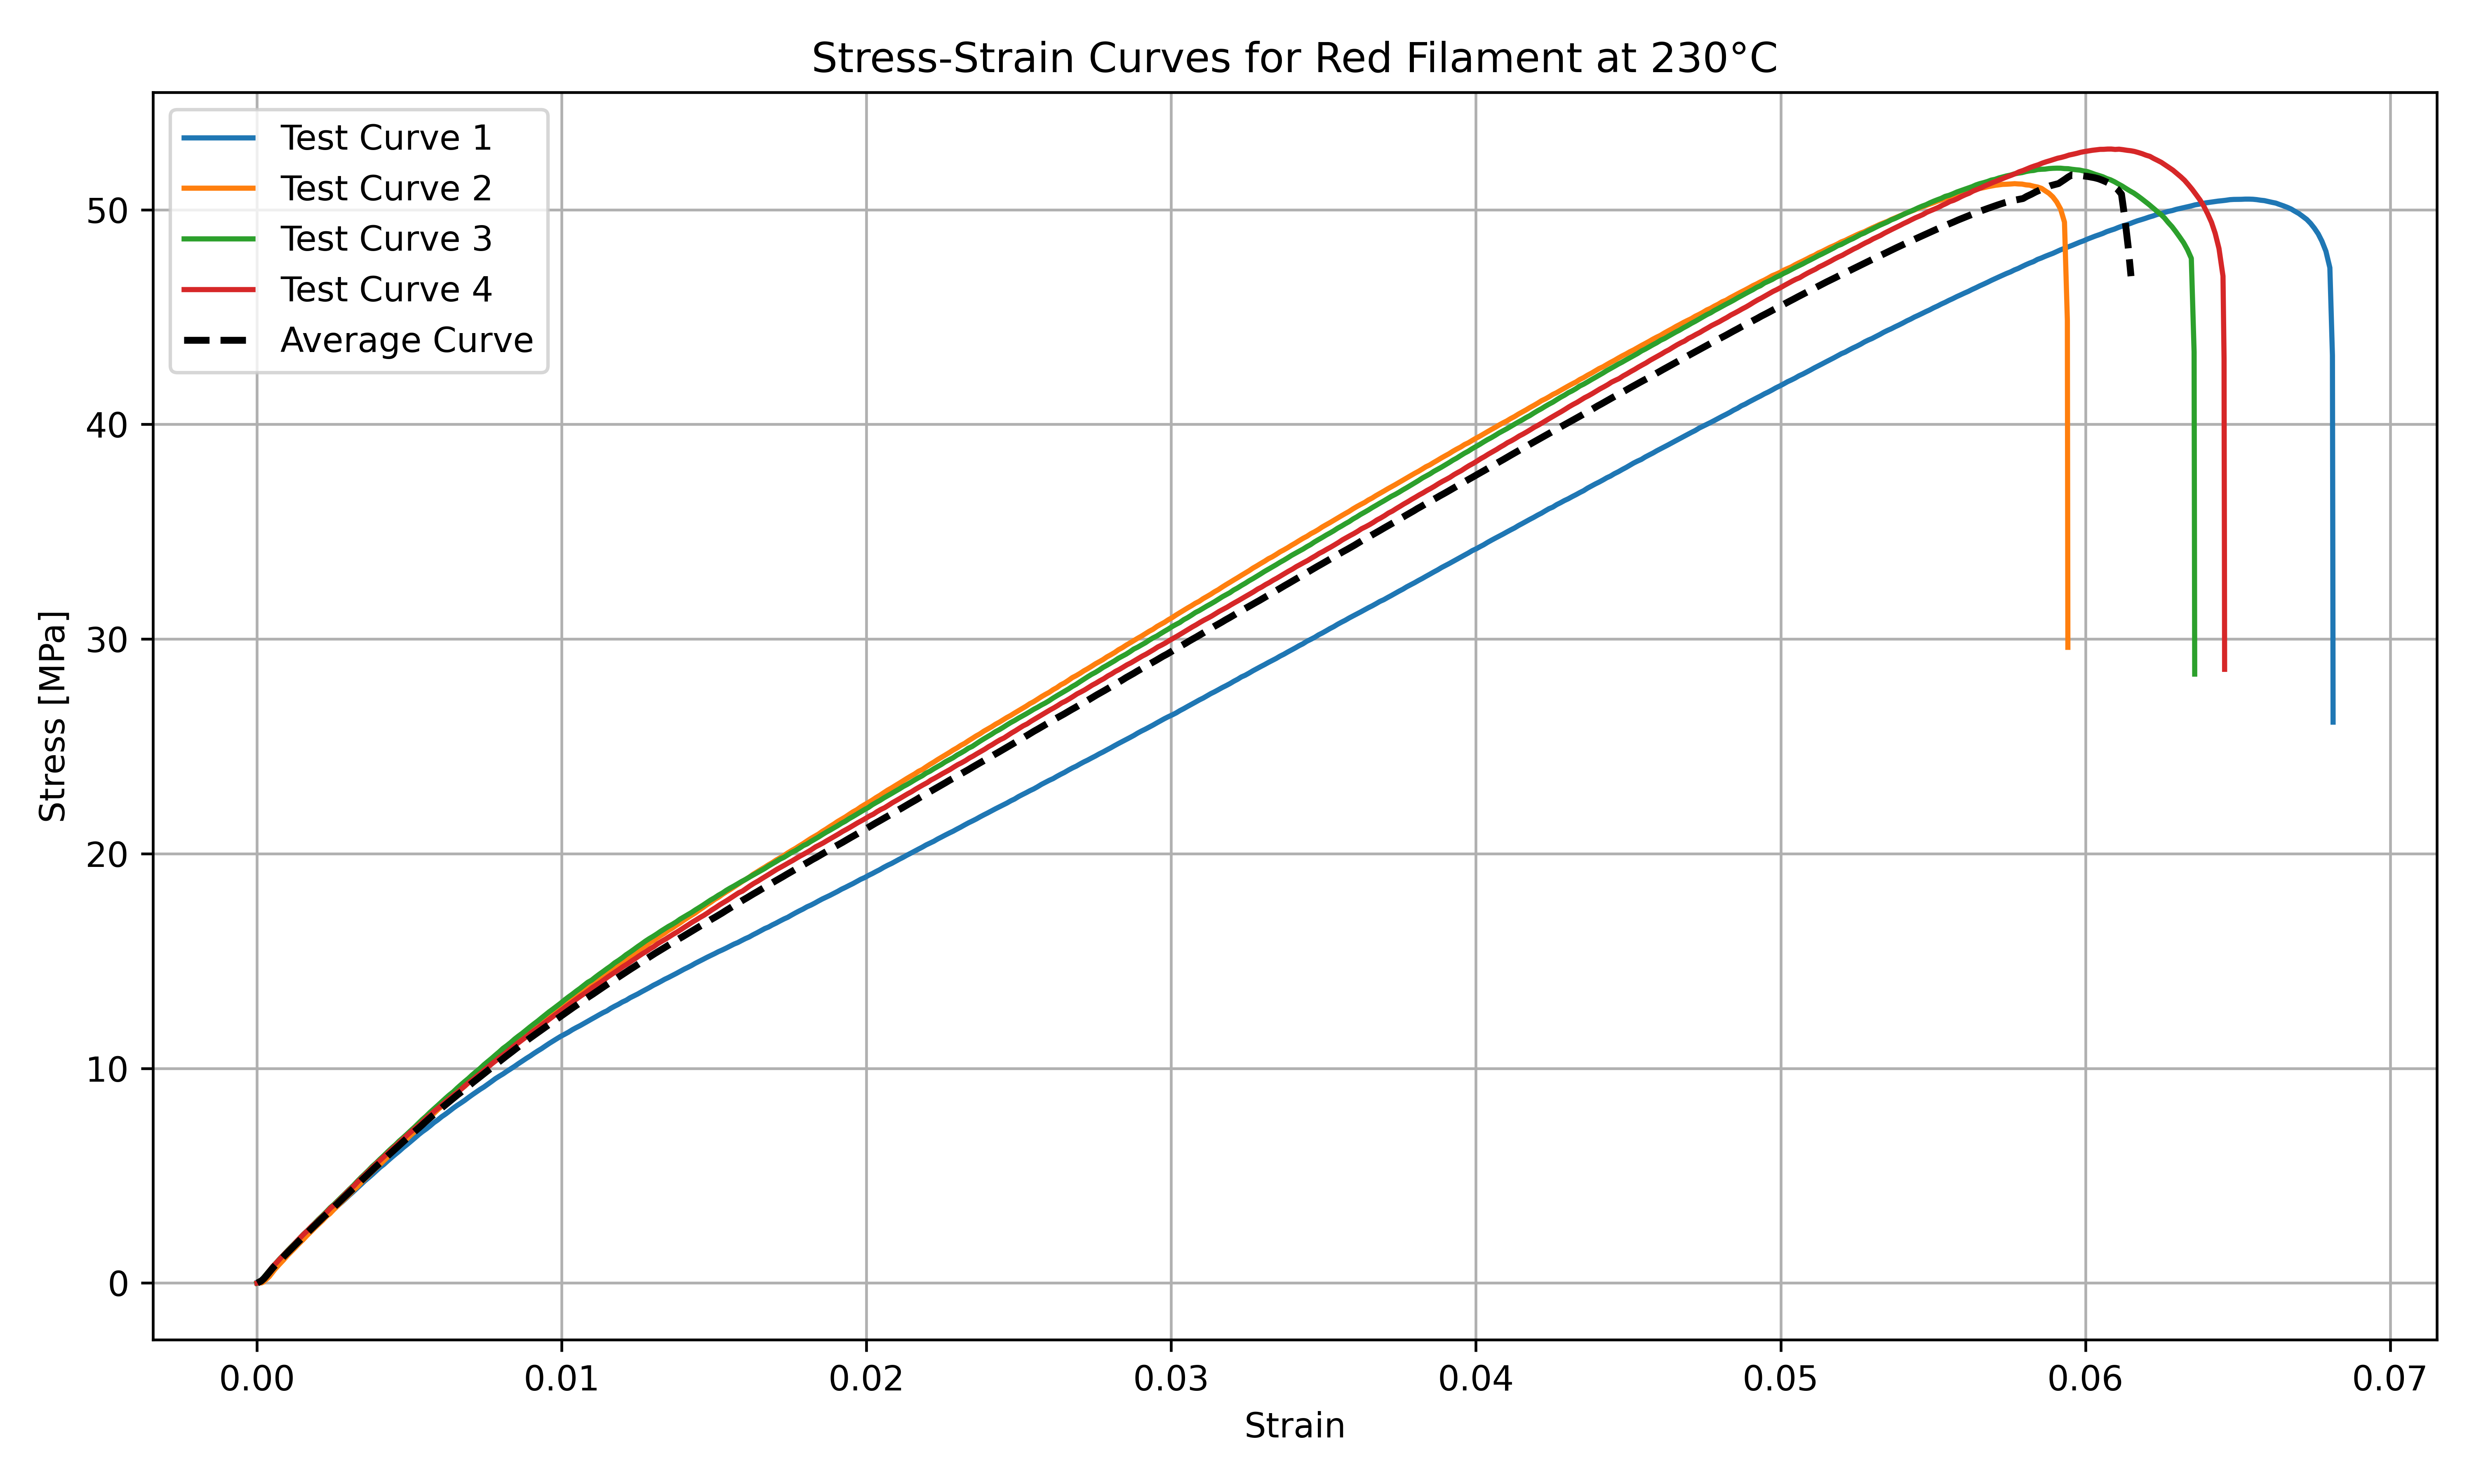 Stress-Strain Curves for Red Filament at 230°C
Test Curve 1
Test Curve 2
Test Curve 3
Test Curve 4
Average Curve
Stress [MPa]
50
40
30
20
10
0
0.00 0.01 0.02 0.03 0.04 0.05 0.06 0.07
Strain